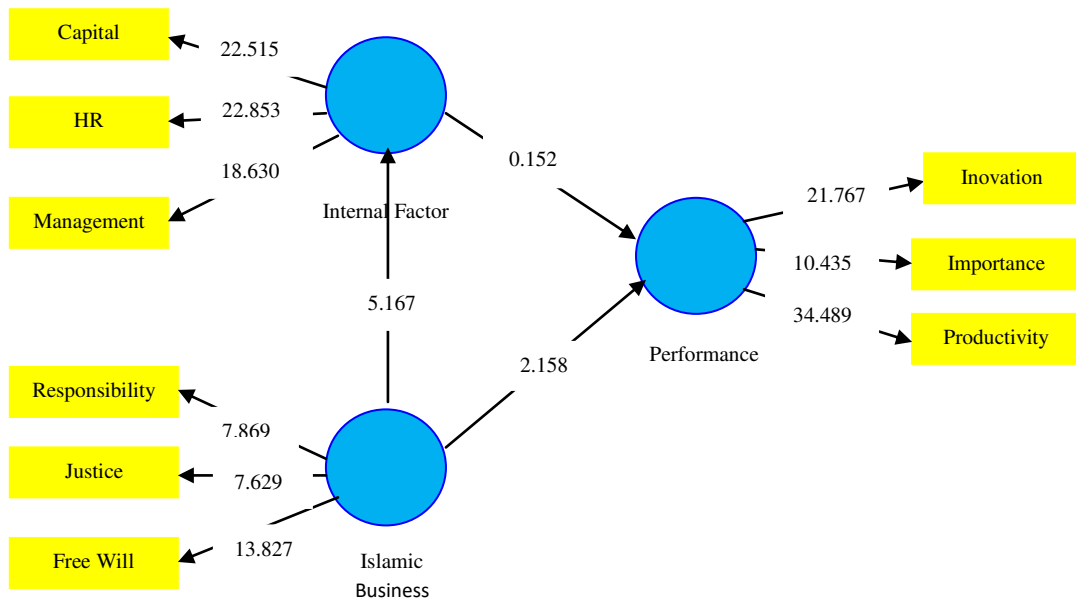 Capital
22.515
HR
22.853
18.630
Management
Internal Factor
0.152
Inovation
21.767
Importance
10.435
34.489
Productivity
Performance
5.167
2.158
Responsibility
7.869
Justice
7.629
Free Will
13.827
Islamic
Business